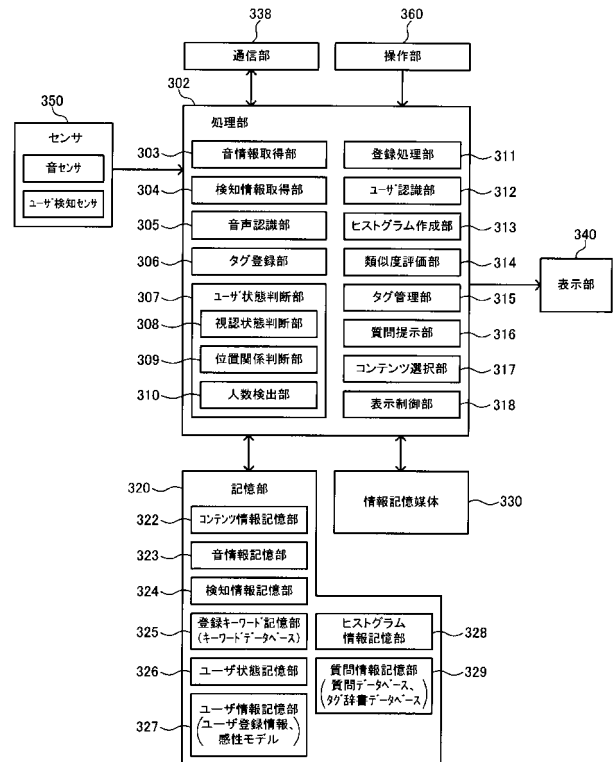 338
通信部
360
操作部
302
処理部
350
センサ
音センサ
ユーザ検知センサ
303
音情報取得部
304
検知情報取得部
305
音声認識部
306
タグ登録部
307
ユーザ状態判断部
308
視認状態判断部
309
位置関係判断部
310
人数検出部
登録処理部
311
ユーザ認識部
312
ヒストグラム作成部
313
類似度評価部
314
タグ管理部
315
質問提示部
316
コンテンツ選択部
317
表示制御部
318
340
表示部
320
記憶部
322
コンテンツ情報記憶部
323
音情報記憶部
324
検知情報記憶部
325
登録キーワード記憶部
(キーワードデータベース)
326
ユーザ状態記憶部
327
ユーザ情報記憶部
(ユーザ登録情報、
感性モデル)
情報記憶媒体
330
ヒストグラム
情報記憶部
328
質問情報記憶部
(質問データベース、
タグ辞書データベース)
329